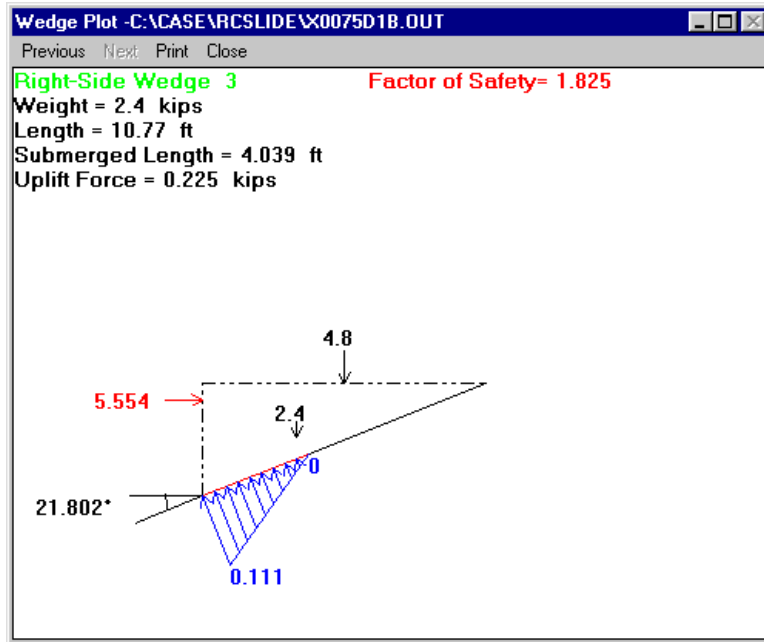 Wedge Plot -C:\CASE\RCSLIDE\X0075D1B.OUT
Previous Next Print Close
Right-Side Wedge 3 Factor of Safety= 1.825
Weight = 2.4 kips
Length = 10.77 ft
Submerged Length = 4.039 ft
Uplift Force = 0.225 kips
4.8
5.554
2.4
0
21.802°
0.111